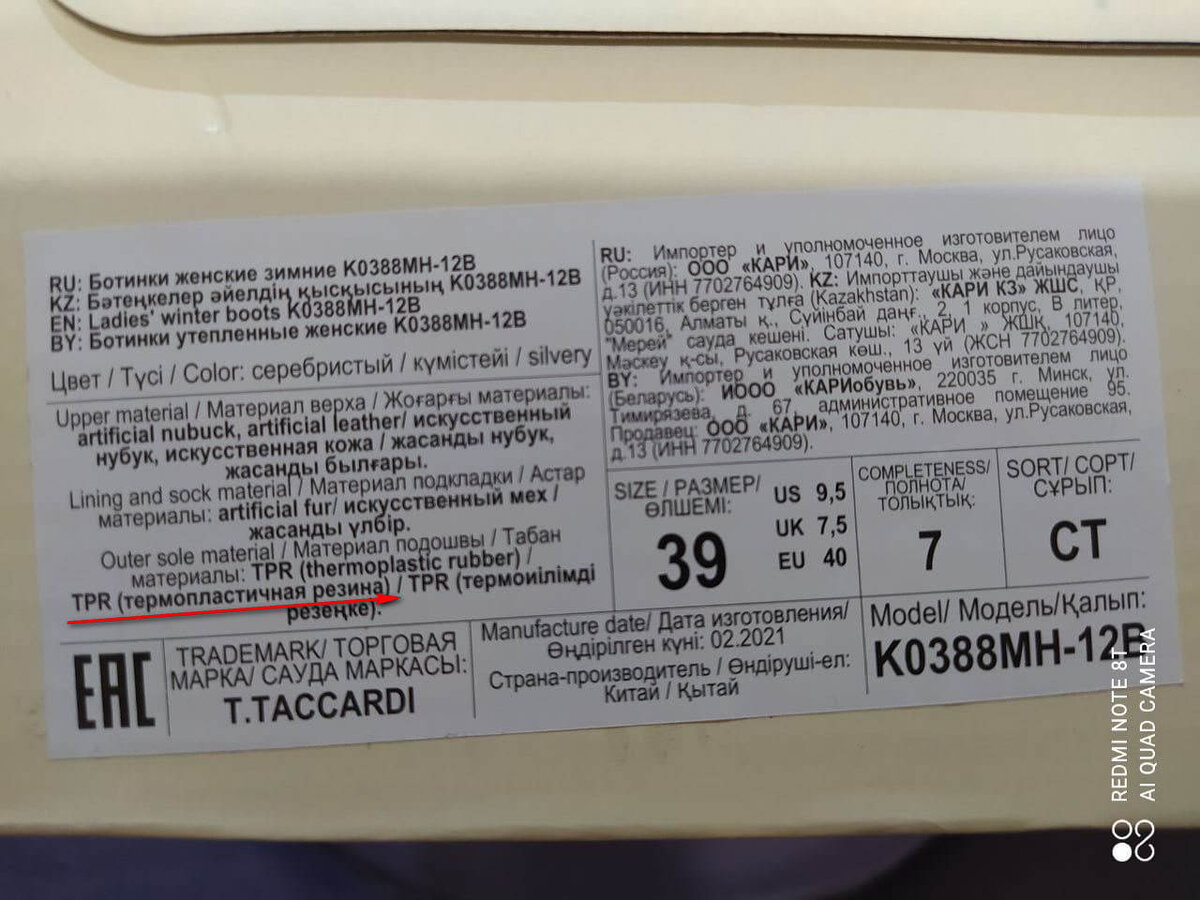 RU: Ботинки женские зимние K0388MH-12B
KZ: Бәтеңкелер әйелдің қысқысының K0388MH-12B
EN: Ladies' winter boots K0388MH-12B
BY: Ботинки утепленные женские K0388MH-12B
Цвет / Түсі / Color: серебристый / күмістейі / silvery
Upper material / Материал верха / Жоғарғы материалы:
artificial nubuck, artificial leather/ искусственный
нубук, искусственная кожа / жасанды нубук,
жасанды былғары.
Lining and sock material / Материал подкладки / Астар
материалы: artificial fur/ искусственный мех /
жасанды үлбір.
Outer sole material / Материал подошвы / Табан
материалы: TPR (thermoplastic rubber) /
TPR (термопластичная резина) / TPR (термоиілімді
резеңке).
RU: Импортер и уполномоченное изготовителем лицо
(Россия): ООО «КАРИ», 107140, г. Москва, ул.Русаковская,
д.13 (ИНН 7702764909). KZ: Импорттаушы және дайындаушы
уәкілеттік берген тұлға (Kazakhstan): «КАРИ КЗ» ЖШС, ҚР,
050016, Алматы қ., Сүйінбай даңғ., 2, 1 корпус, В литер,
"Мерей" сауда кешені. Сатушы: «КАРИ » ЖШҚ, 107140,
Мәскеу қ-сы, Русаковская көш., 13 үй (ЖСН 7702764909).
BY: Импортер и уполномоченное изготовителем лицо
(Беларусь): ИООО «КАРИобувь», 220035 г. Минск, ул.
Тимирязева, д. 67, административное помещение 95.
Продавец: ООО «КАРИ», 107140, г. Москва, ул.Русаковская,
д.13 (ИНН 7702764909).
SIZE / РАЗМЕР/
ӨЛШЕМІ:
39
US 9,5
UK 7,5
EU 40
COMPLETENESS/
ПОЛНОТА/
ТОЛЫҚТЫҚ:
7
SORT/ СОРТ/
СҰРЫП:
СТ
EAC
TRADEMARK/ ТОРГОВАЯ
МАРКА/ САУДА МАРКАСЫ:
T.TACCARDI
Manufacture date/ Дата изготовления/
Өңдірілген күні: 02.2021
Страна-производитель / Өндіруші-ел:
Китай / Қытай
Model/ Модель/Қалып:
K0388MH-12B
REDMI NOTE 8T
AI QUAD CAMERA